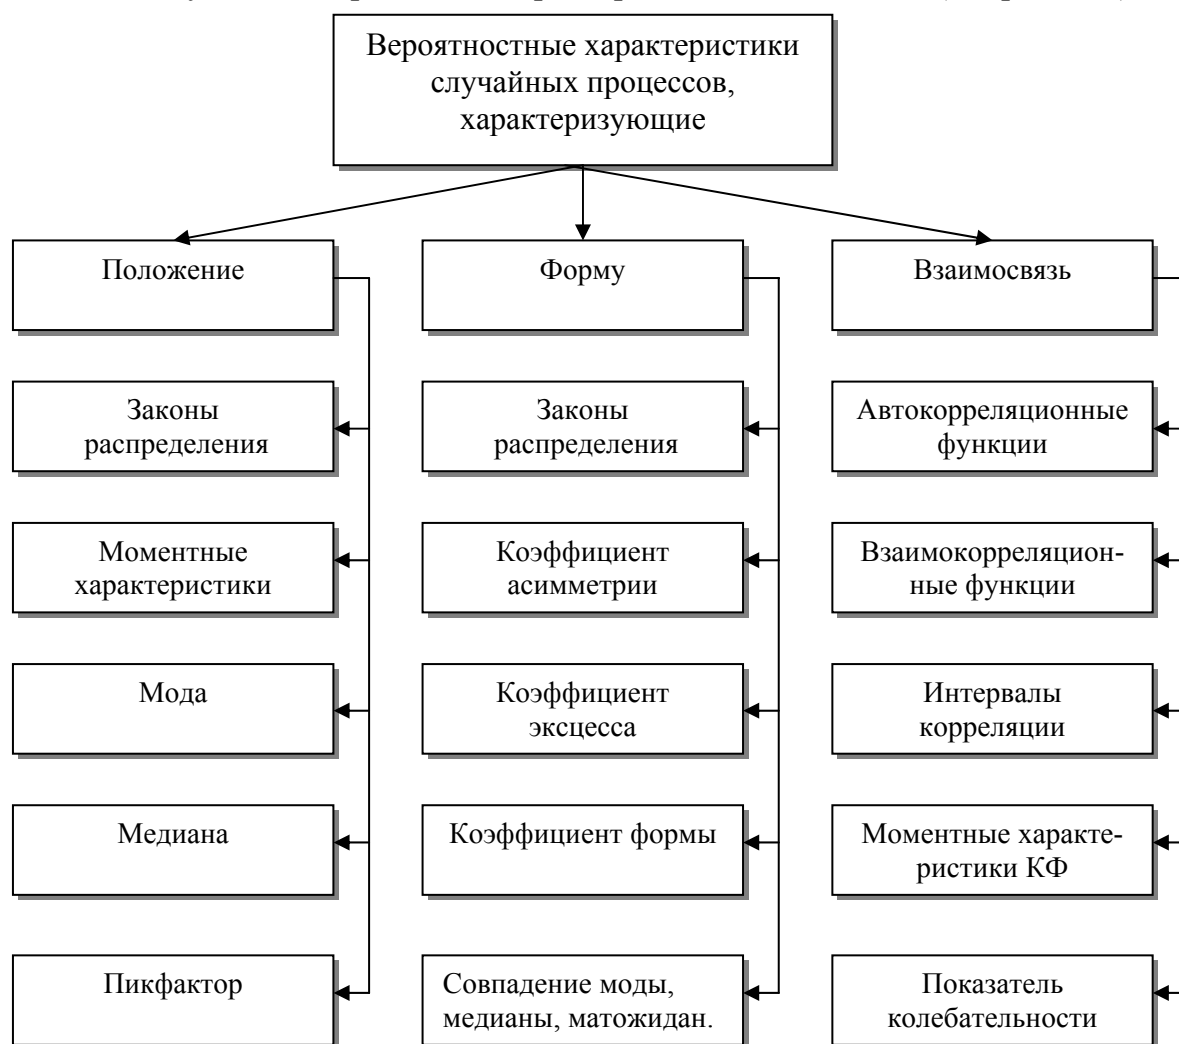 Вероятностные характеристики
случайных процессов,
характеризующие
Положение
Форму
Взаимосвязь
Законы
распределения
Законы
распределения
Автокорреляционные
функции
Моментные
характеристики
Коэффициент
асимметрии
Взаимокорреляцион-
ные функции
Мода
Коэффициент
эксцесса
Интервалы
корреляции
Медиана
Коэффициент формы
Моментные характе-
ристики КФ
Пикфактор
Совпадение моды,
медианы, матожидан.
Показатель
колебательности